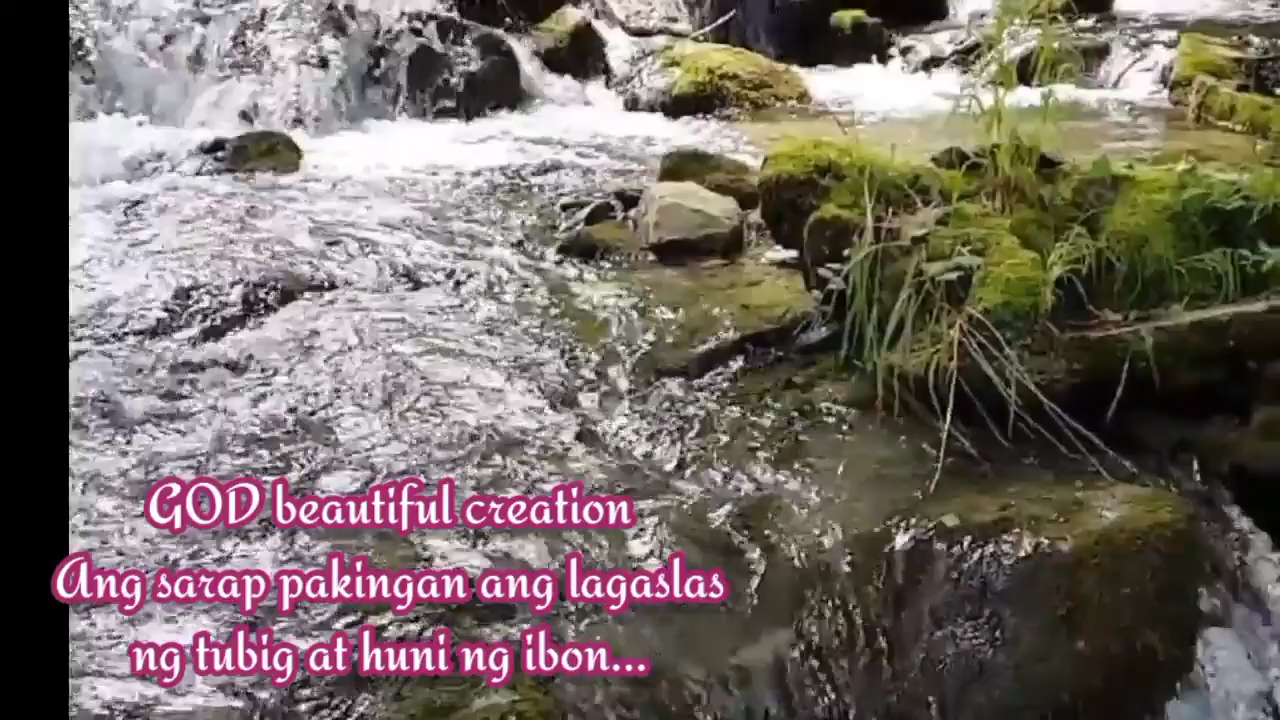 GOD beautiful creation
Ang sarap pakingan ang lagaslas
ng tubig at huni ng ibon...